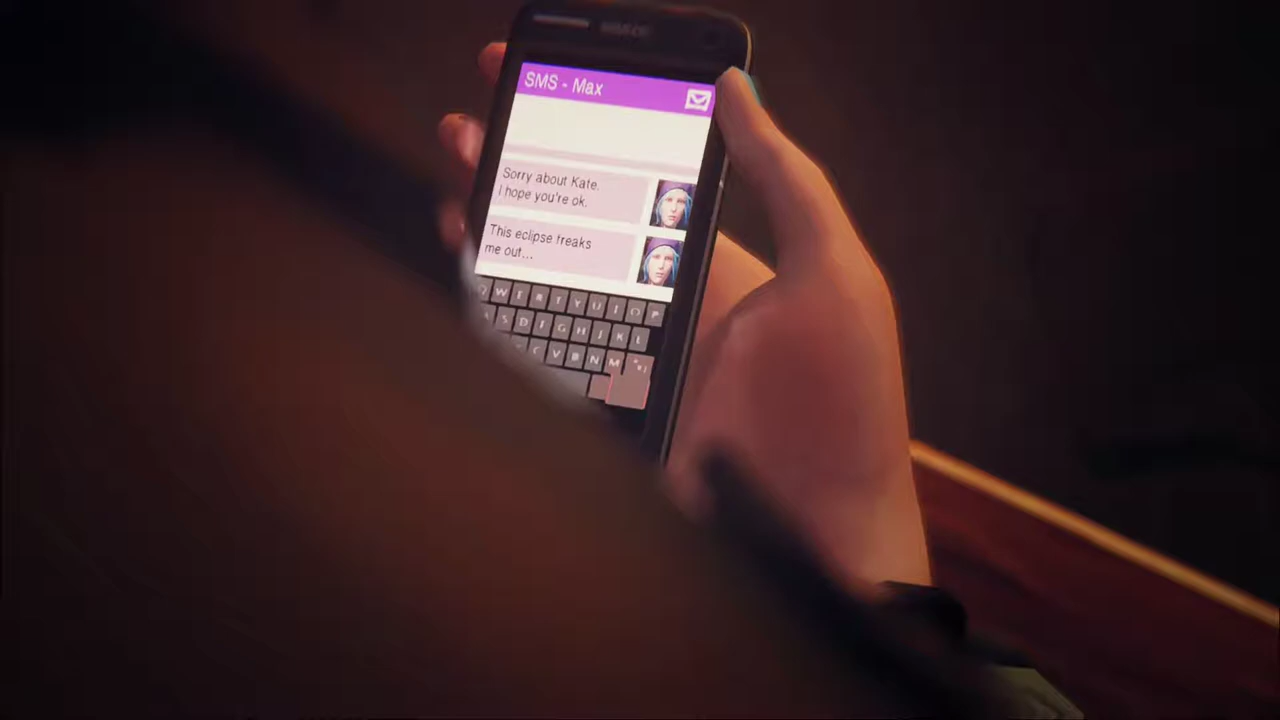 SMS - Max
Sorry about Kate.
I hope you're ok.
This eclipse freaks
me out...
Q W E R T Y U I O P
A S D F G H J K L
C V B N M